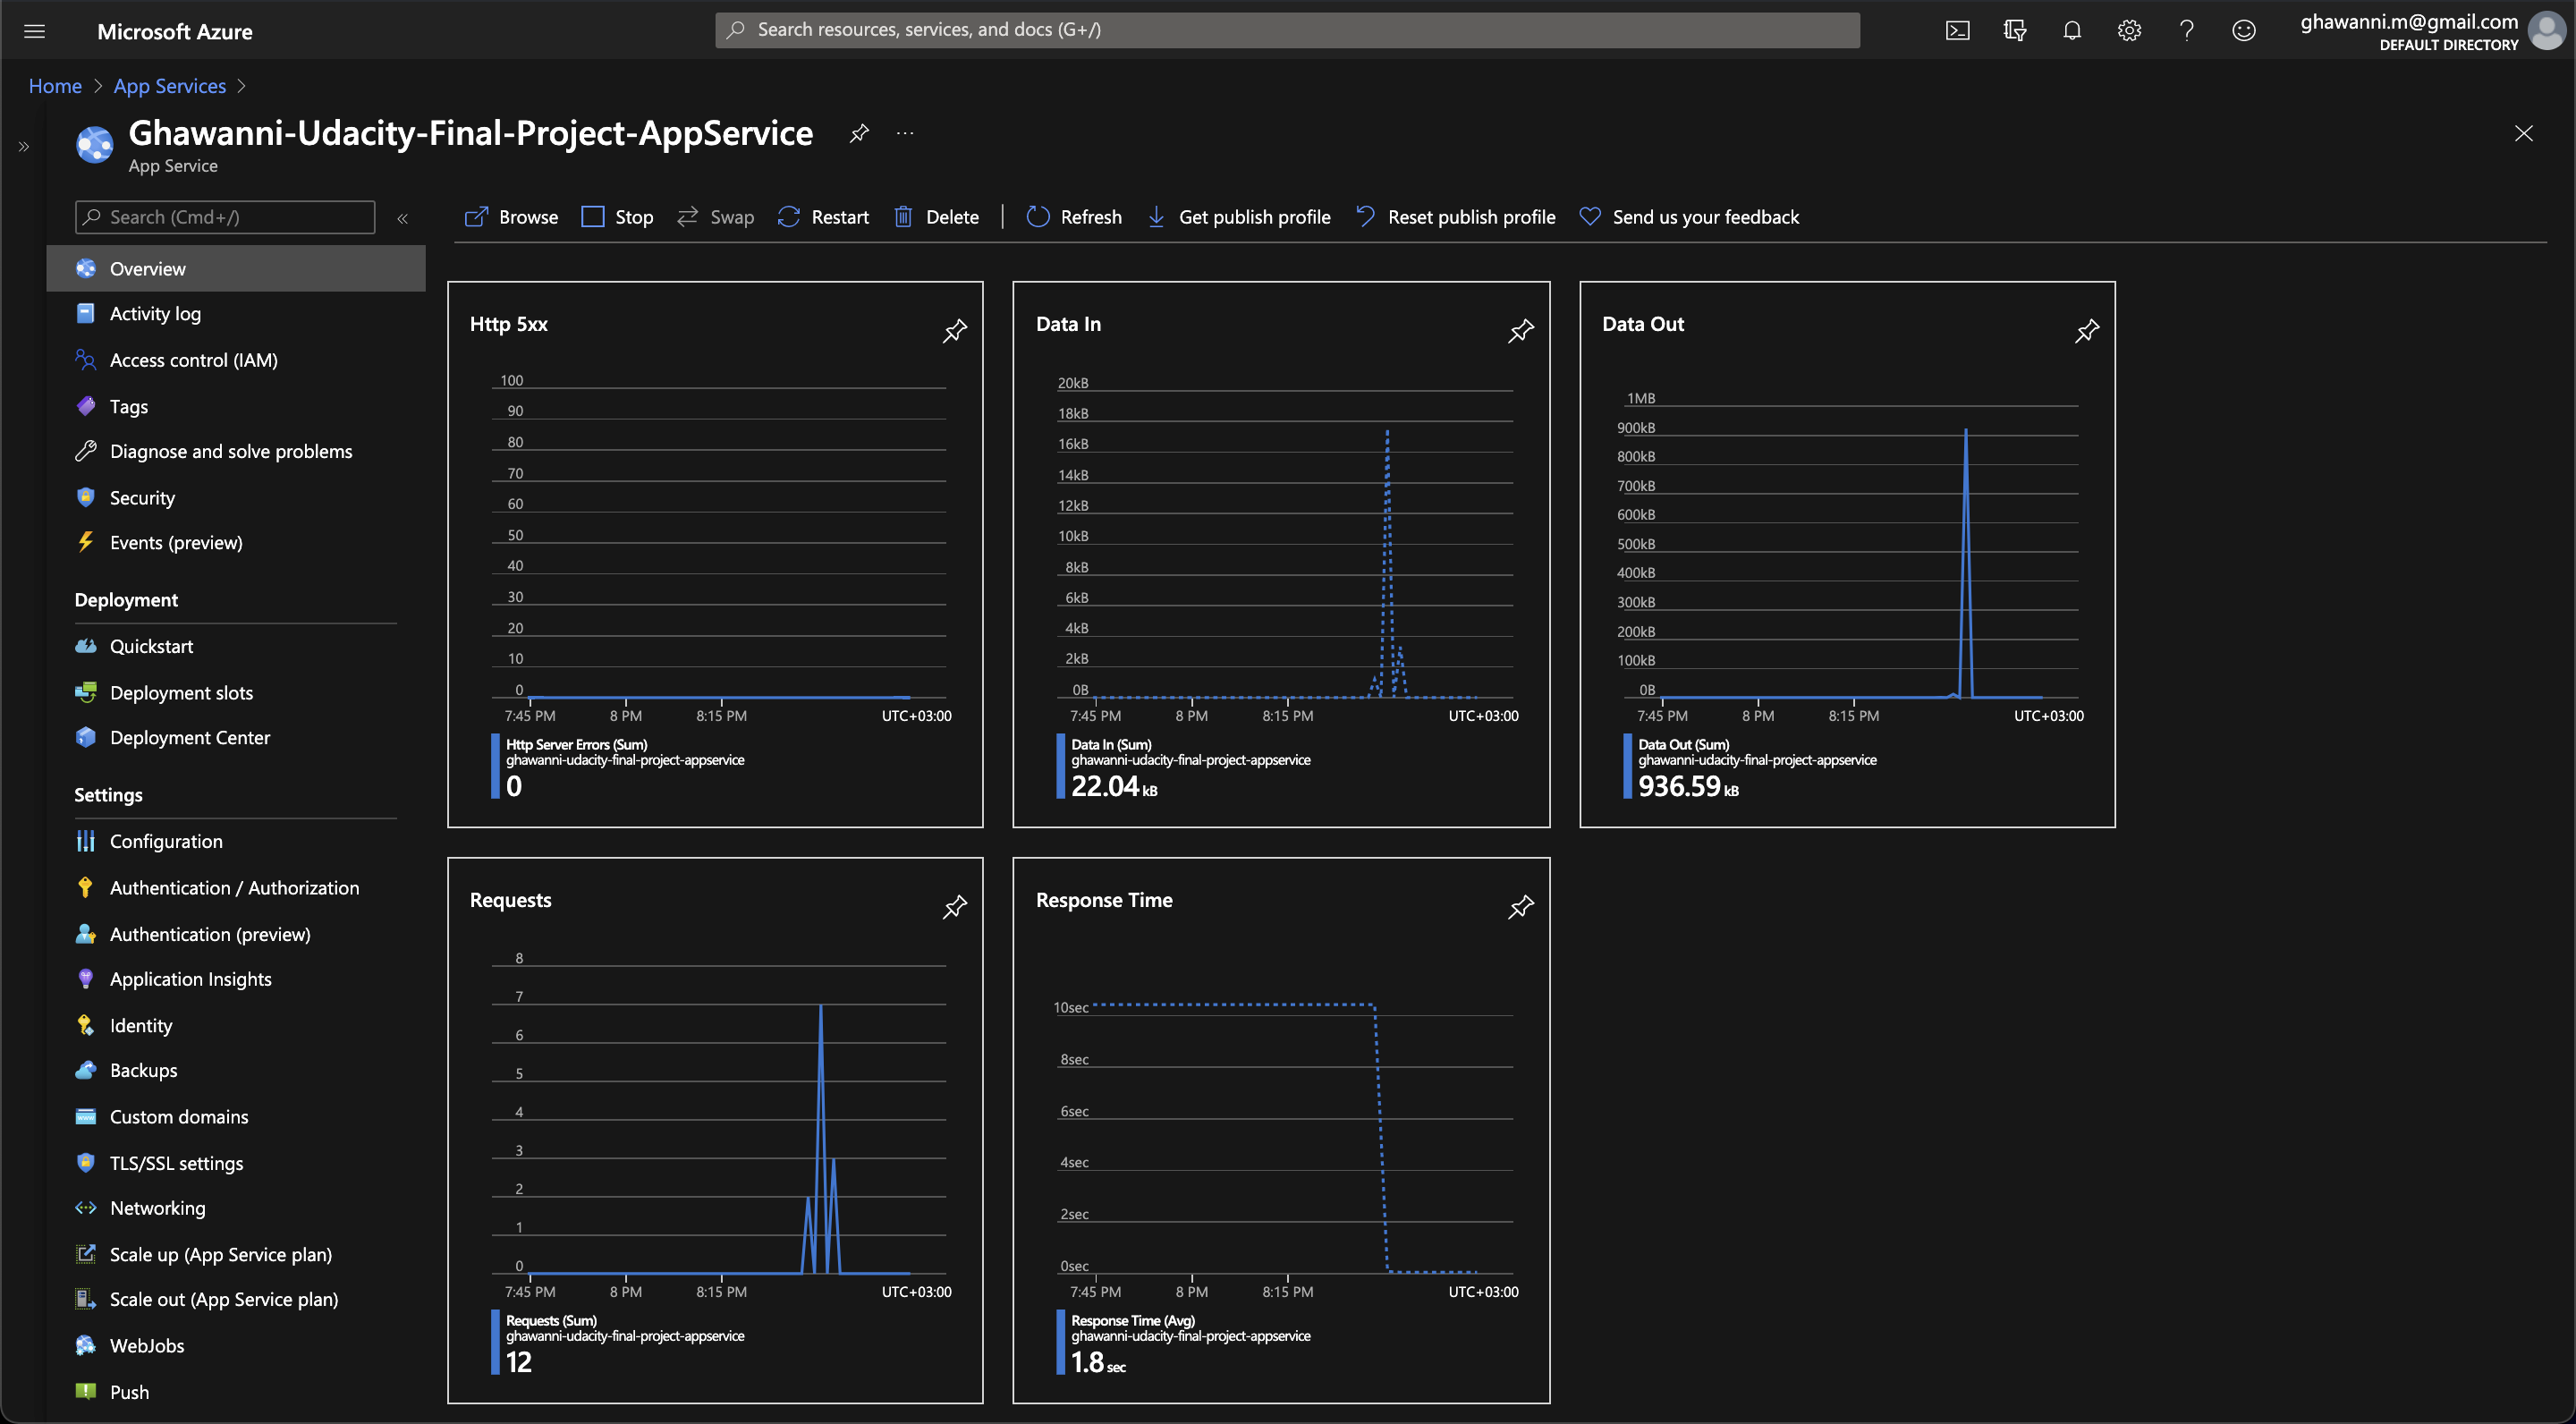 Microsoft Azure
Search resources, services, and docs (G+/)
ghawanni.m@gmail.com
DEFAULT DIRECTORY
Home > App Services >
Ghawanni-Udacity-Final-Project-AppService
App Service
Search (Cmd+/)
Browse Stop Swap Restart Delete Refresh Get publish profile Reset publish profile Send us your feedback
Overview
Activity log
Access control (IAM)
Tags
Diagnose and solve problems
Security
Events (preview)
Deployment
Quickstart
Deployment slots
Deployment Center
Settings
Configuration
Authentication / Authorization
Authentication (preview)
Application Insights
Identity
Backups
Custom domains
TLS/SSL settings
Networking
Scale up (App Service plan)
Scale out (App Service plan)
WebJobs
Push
Http 5xx
100
90
80
70
60
50
40
30
20
10
0
7:45 PM 8 PM 8:15 PM UTC+03:00
Http Server Errors (Sum)
ghawanni-udacity-final-project-appservice
0
Data In
20kB
18kB
16kB
14kB
12kB
10kB
8kB
6kB
4kB
2kB
0B
7:45 PM 8 PM 8:15 PM UTC+03:00
Data In (Sum)
ghawanni-udacity-final-project-appservice
22.04 kB
Data Out
1MB
900kB
800kB
700kB
600kB
500kB
400kB
300kB
200kB
100kB
0B
7:45 PM 8 PM 8:15 PM UTC+03:00
Data Out (Sum)
ghawanni-udacity-final-project-appservice
936.59 kB
Requests
8
7
6
5
4
3
2
1
0
7:45 PM 8 PM 8:15 PM UTC+03:00
Requests (Sum)
ghawanni-udacity-final-project-appservice
12
Response Time
10sec
8sec
6sec
4sec
2sec
0sec
7:45 PM 8 PM 8:15 PM UTC+03:00
Response Time (Avg)
ghawanni-udacity-final-project-appservice
1.8 sec